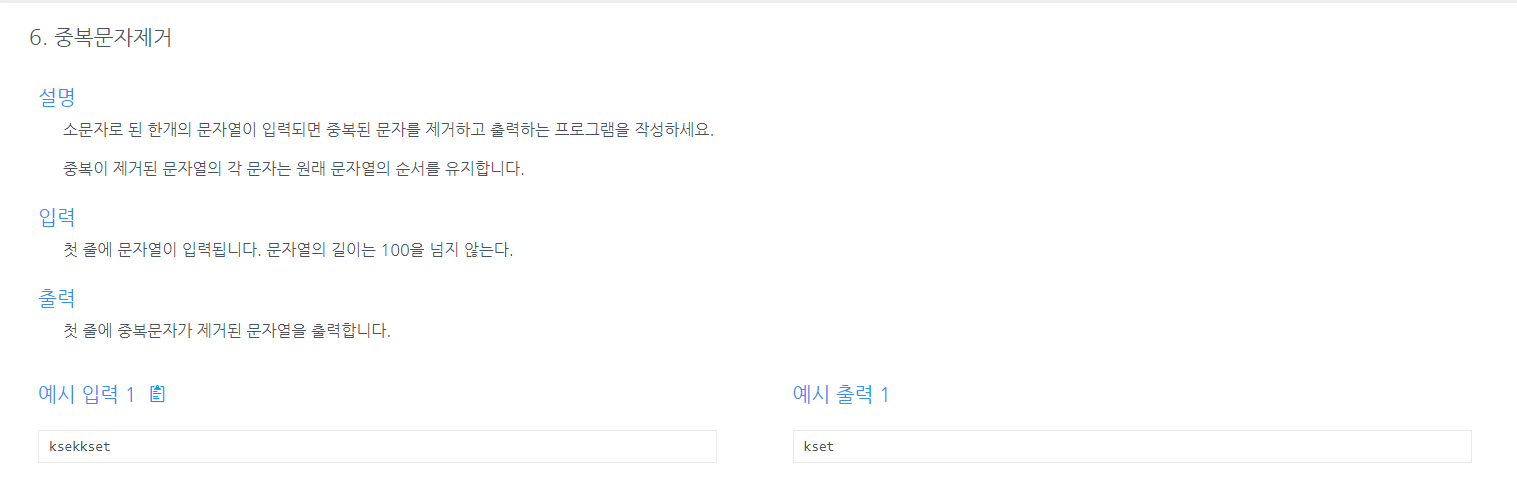 6. 중복문자제거
설명
소문자로 된 한개의 문자열이 입력되면 중복된 문자를 제거하고 출력하는 프로그램을 작성하세요.
중복이 제거된 문자열의 각 문자는 원래 문자열의 순서를 유지합니다.
입력
첫 줄에 문자열이 입력됩니다. 문자열의 길이는 100을 넘지 않는다.
출력
첫 줄에 중복문자가 제거된 문자열을 출력합니다.
예시 입력 1
ksekkset
예시 출력 1
kset